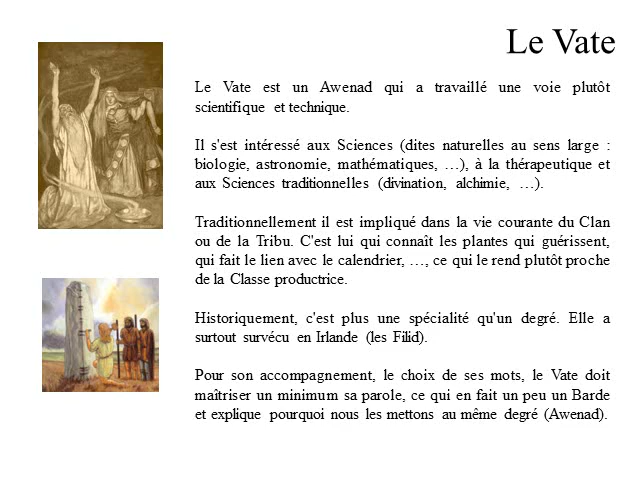 Le Vate
Le Vate est un Awenad qui a travaillé une voie plutôt
scientifique et technique.
Il s'est intéressé aux Sciences (dites naturelles au sens large :
biologie, astronomie, mathématiques, …), à la thérapeutique et
aux Sciences traditionnelles (divination, alchimie, …).
Traditionnellement il est impliqué dans la vie courante du Clan
ou de la Tribu. C'est lui qui connaît les plantes qui guérissent,
qui fait le lien avec le calendrier, …, ce qui le rend plutôt proche
de la Classe productrice.
Historiquement, c'est plus une spécialité qu'un degré. Elle a
surtout survécu en Irlande (les Filid).
Pour son accompagnement, le choix de ses mots, le Vate doit
maîtriser un minimum sa parole, ce qui en fait un peu un Barde
et explique pourquoi nous les mettons au même degré (Awenad).